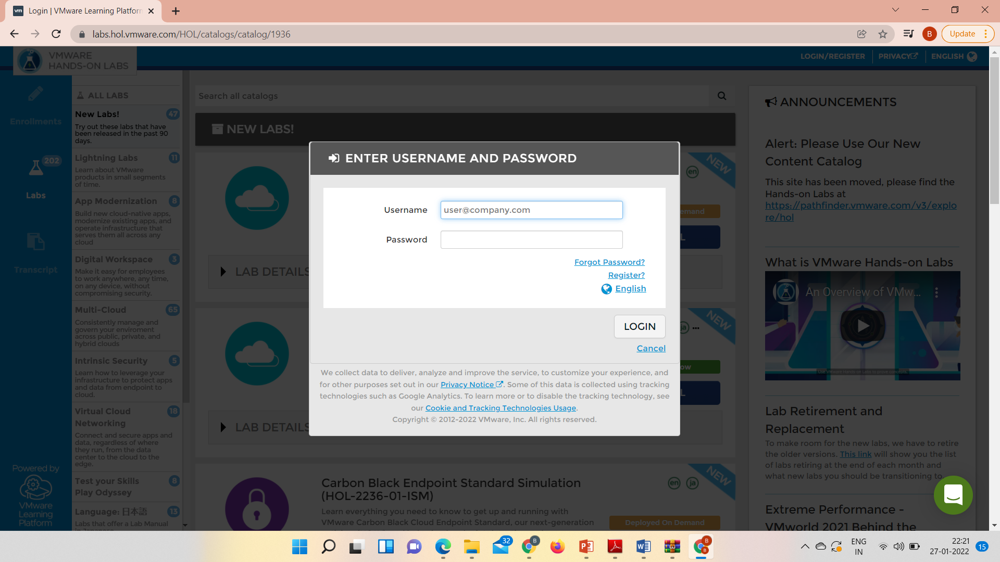 Login | VMware Learning Platform
labs.hol.vmware.com/HOL/catalogs/catalog/1936
B
Update
VMWARE
HANDS-ON LABS
LOGIN/REGISTER
PRIVACY
ENGLISH
Enrollments
202
Labs
Transcript
Powered by
VMware
Learning
Platform
ALL LABS
New Labs!
47
Try out these labs that have
been released in the past 90
days.
Lightning Labs
11
Learn about VMware
products in small segments
of time.
App Modernization
8
Build new cloud-native apps,
modernize existing apps, and
operate infrastructure that
serves them all across any
cloud
Digital Workspace
3
Make it easy for employees
to work anywhere, any time,
on any device, without
compromising security.
Multi-Cloud
65
Consistently manage and
govern your enviroment
across public, private, and
hybrid clouds
Intrinsic Security
5
Learn how to leverage your
infrastructure to protect apps
and data from endpoint to
cloud.
Virtual Cloud
Networking
18
Connect and secure apps and
data, regardless of where
they run, from the data
center to the cloud to the
edge.
Test your Skills
Play Odyssey
8
Language: 日本語
13
Labs that offer a Lab Manual
in Japanese
Search all catalogs
NEW LABS!
NEW
en
LAB DETAILS
NEW
ja
...
LAB DETAILS
ENTER USERNAME AND PASSWORD
Username
user@company.com
Password
Forgot Password?
Register?
English
LOGIN
Cancel
We collect data to deliver, analyze and improve the service, to customize your experience, and
for other purposes set out in our Privacy Notice. Some of this data is collected using tracking
technologies such as Google Analytics. To learn more or to disable the tracking technology, see
our Cookie and Tracking Technologies Usage.
Copyright © 2012-2022 VMware, Inc. All rights reserved.
Carbon Black Endpoint Standard Simulation
(HOL-2236-01-ISM)
en
ja
NEW
Learn everything you need to know to get up and running with
VMware Carbon Black Cloud Endpoint Standard, our next-generation
Deployed On Demand
ANNOUNCEMENTS
Alert: Please Use Our New
Content Catalog
This site has been moved, please find the
Hands-on Labs at
https://pathfinder.vmware.com/v3/explo
re/hol
What is VMware Hands-on Labs
An Overview of VMw...
Use VMware Hands-on Labs to prove concepts,
Lab Retirement and
Replacement
To make room for the new labs, we have to retire
the older versions. This link will show you the list
of labs retiring at the end of each month and
what new labs you should be transitioning to.
Extreme Performance -
VMworld 2021 Behind the
32
B
B
B
ENG
IN
22:21
27-01-2022
15